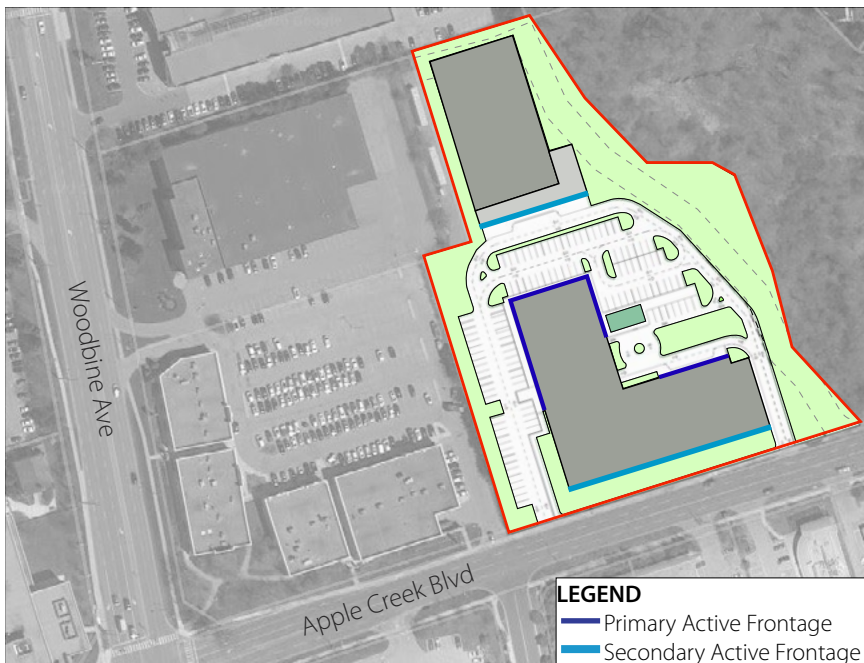 Woodbine Ave
Apple Creek Blvd
LEGEND
Primary Active Frontage
Secondary Active Frontage